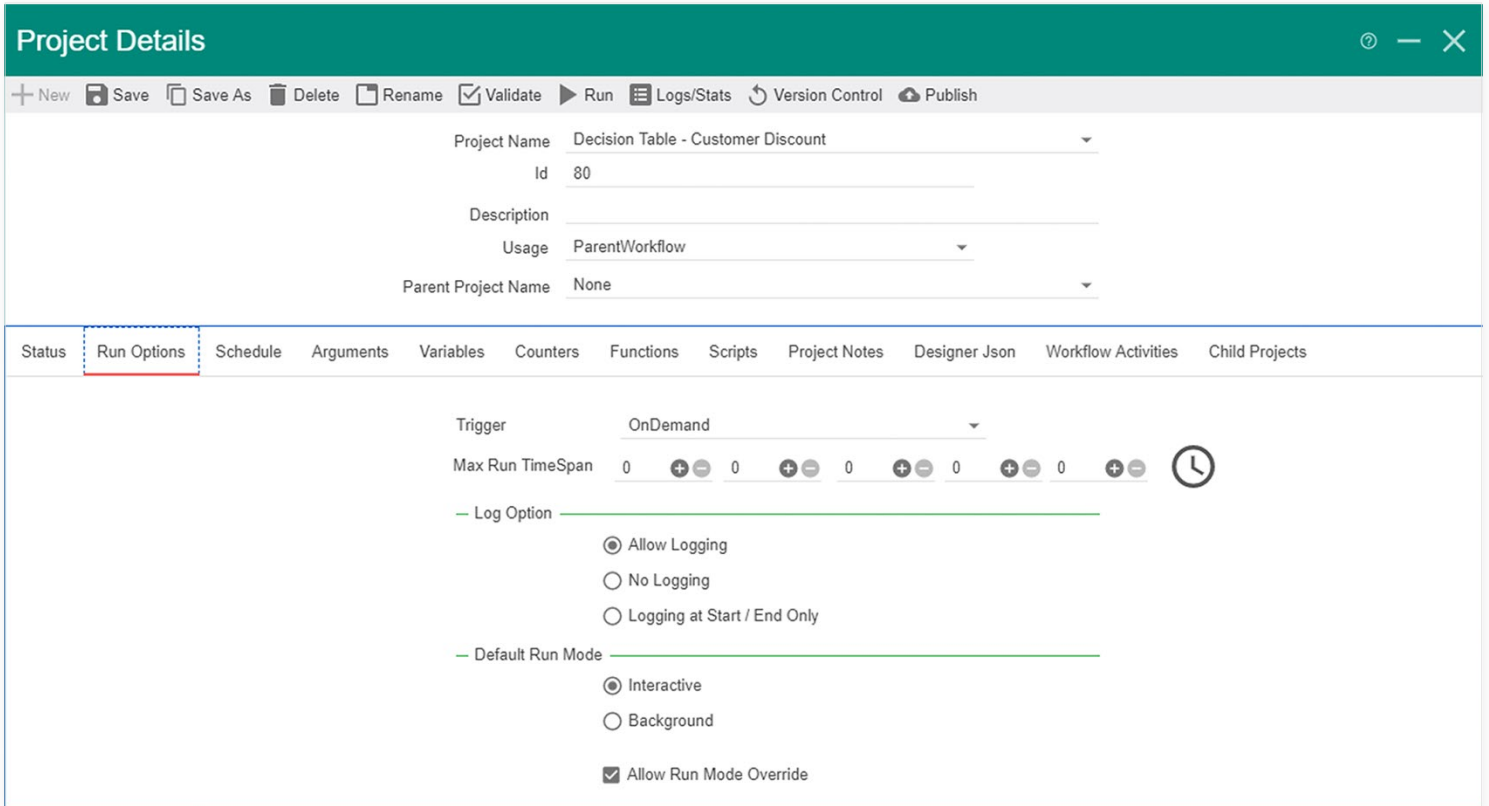 Project Details
New Save Save As Delete Rename Validate Run Logs/Stats Version Control Publish
Project Name Decision Table - Customer Discount
Id 80
Description
Usage ParentWorkflow
Parent Project Name None
Status Run Options Schedule Arguments Variables Counters Functions Scripts Project Notes Designer Json Workflow Activities Child Projects
Trigger OnDemand
Max Run TimeSpan 0 0 0 0 0
Log Option
Allow Logging
No Logging
Logging at Start / End Only
Default Run Mode
Interactive
Background
Allow Run Mode Override